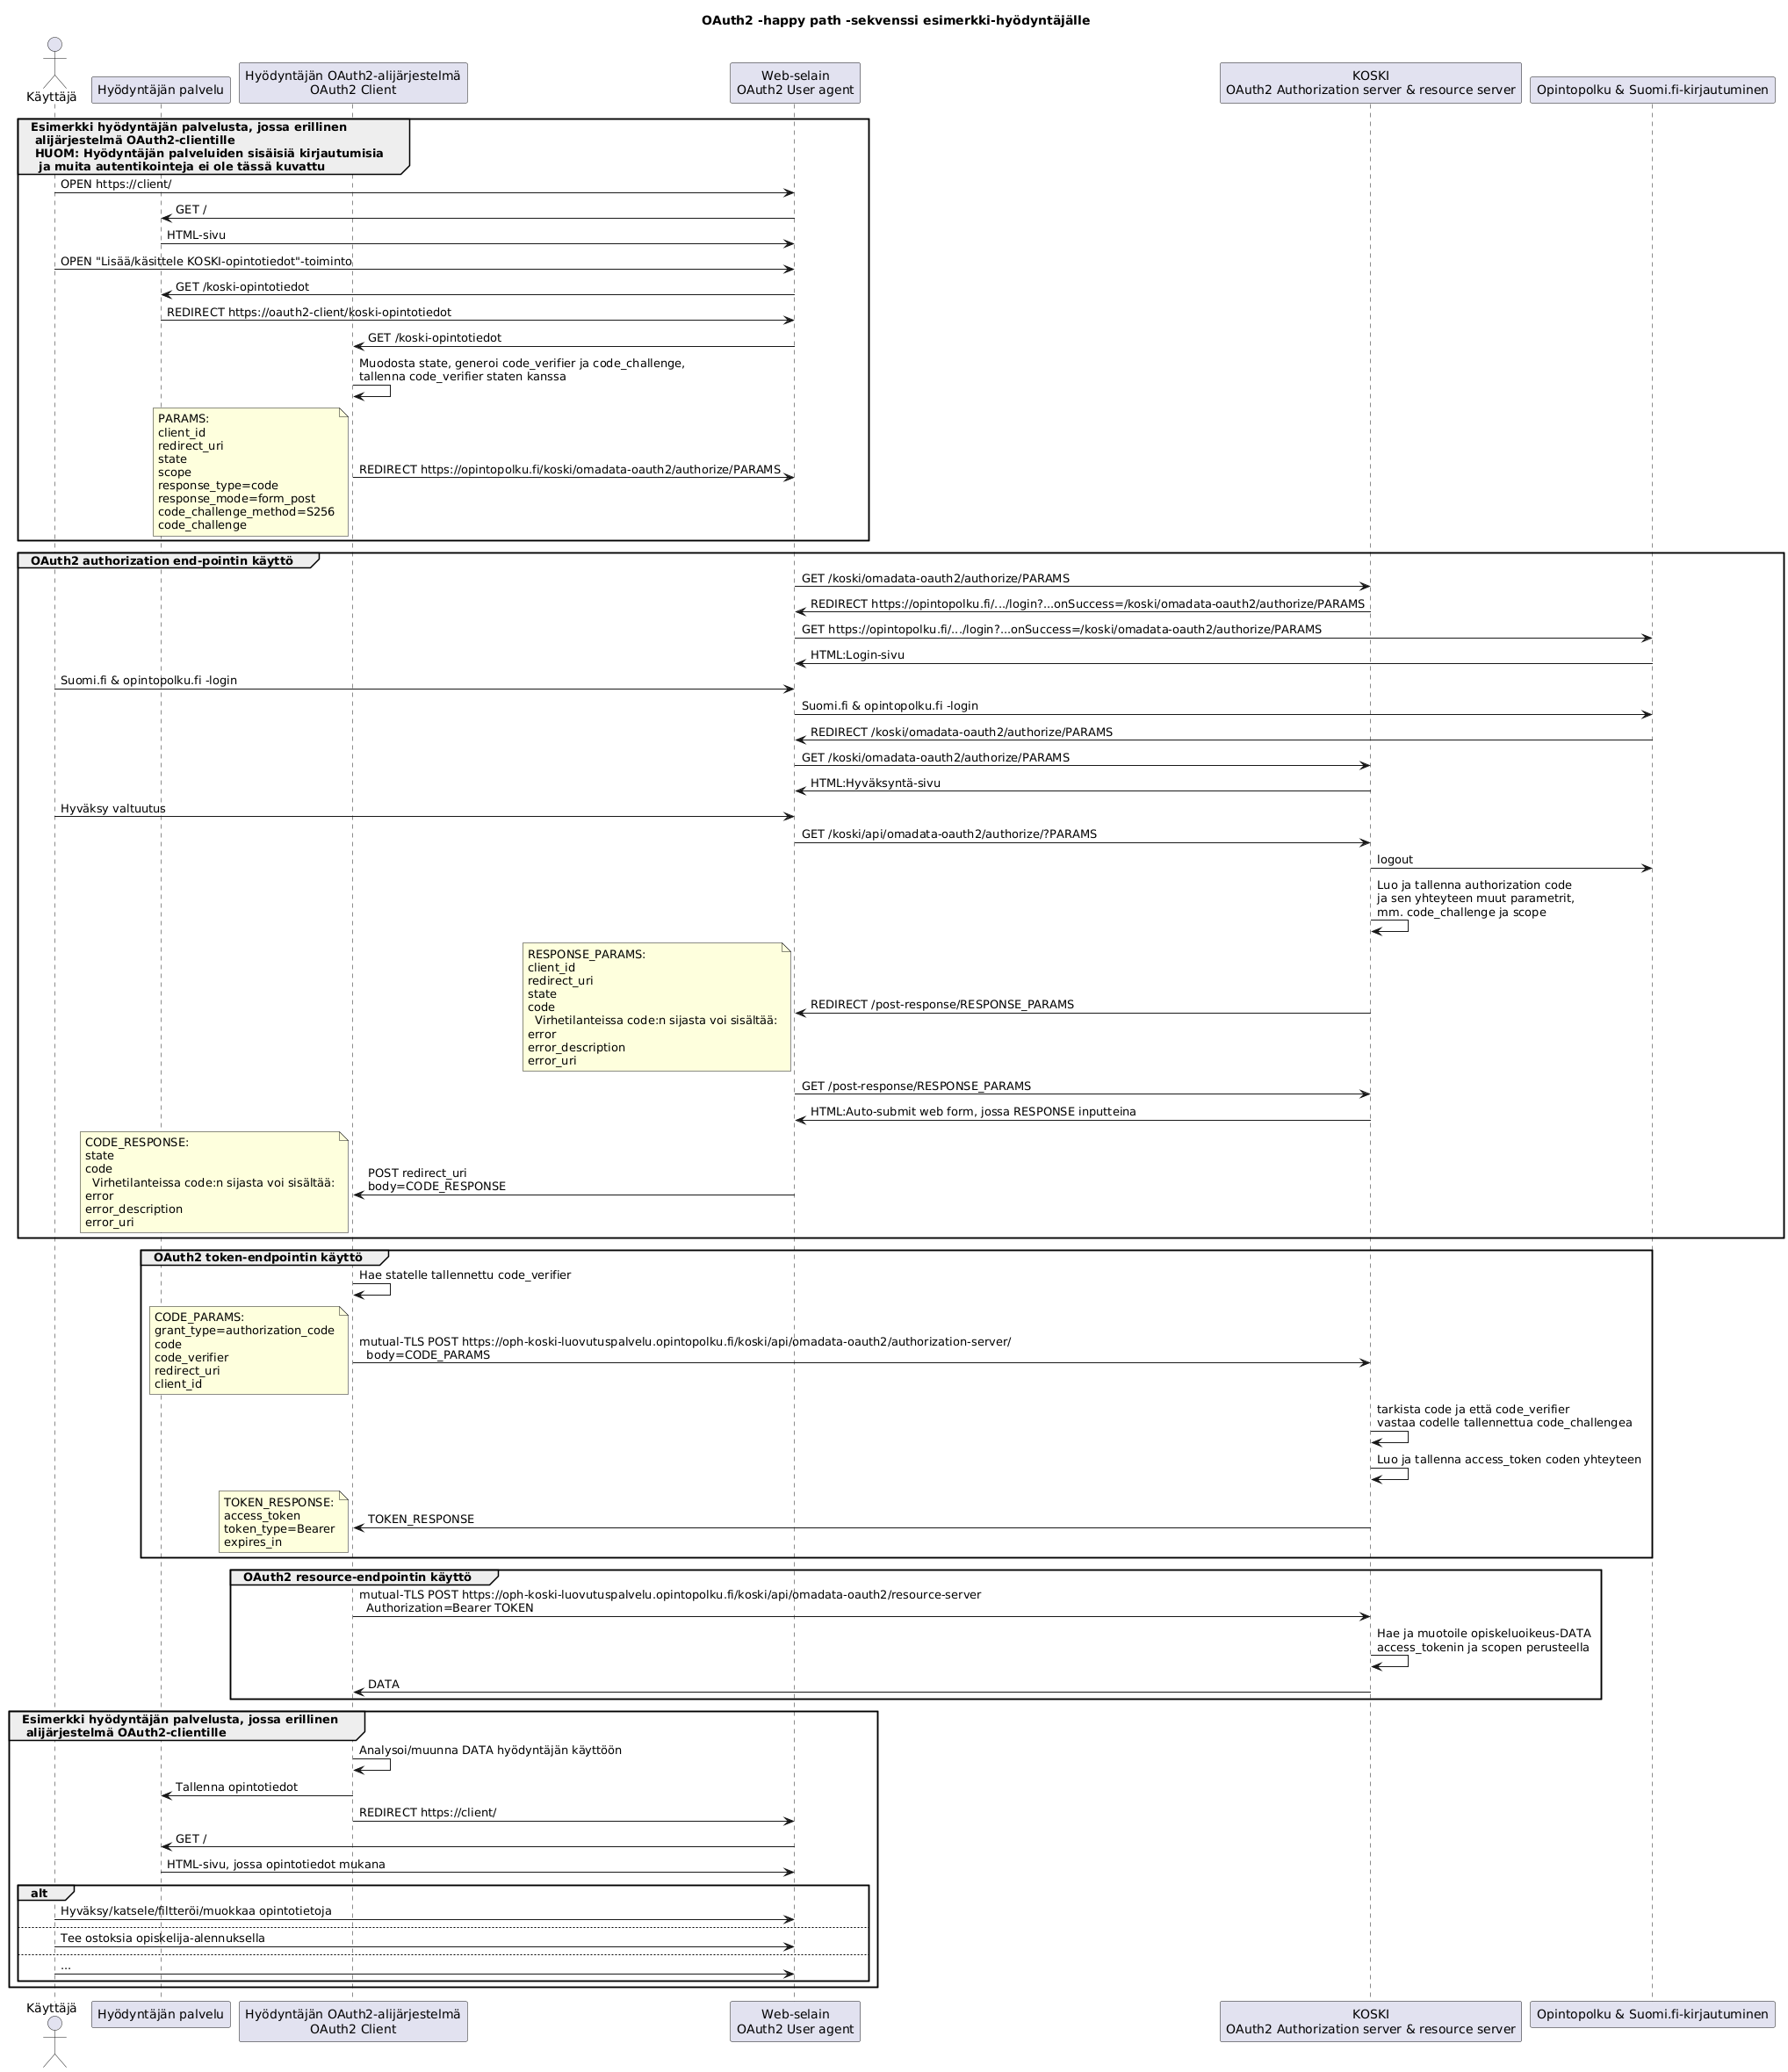 OAuth2 -happy path -sekvenssi esimerkki-hyödyntäjälle
Käyttäjä
Hyödyntäjän palvelu
Hyödyntäjän OAuth2-alijärjestelmä
OAuth2 Client
Web-selain
OAuth2 User agent
KOSKI
OAuth2 Authorization server & resource server
Opintopolku & Suomi.fi-kirjautuminen
Esimerkki hyödyntäjän palvelusta, jossa erillinen
alijärjestelmä OAuth2-clientille
HUOM: Hyödyntäjän palveluiden sisäisiä kirjautumisia
ja muita autentikointeja ei ole tässä kuvattu
OPEN https://client/
GET /
HTML-sivu
OPEN "Lisää/käsittele KOSKI-opintotiedot"-toiminto
GET /koski-opintotiedot
REDIRECT https://oauth2-client/koski-opintotiedot
GET /koski-opintotiedot
Muodosta state, generoi code_verifier ja code_challenge,
tallenna code_verifier staten kanssa
PARAMS:
client_id
redirect_uri
state
scope
response_type=code
response_mode=form_post
code_challenge_method=S256
code_challenge
REDIRECT https://opintopolku.fi/koski/omadata-oauth2/authorize/PARAMS
OAuth2 authorization end-pointin käyttö
GET /koski/omadata-oauth2/authorize/PARAMS
REDIRECT https://opintopolku.fi/.../login?...onSuccess=/koski/omadata-oauth2/authorize/PARAMS
GET https://opintopolku.fi/.../login?...onSuccess=/koski/omadata-oauth2/authorize/PARAMS
HTML:Login-sivu
Suomi.fi & opintopolku.fi -login
Suomi.fi & opintopolku.fi -login
REDIRECT /koski/omadata-oauth2/authorize/PARAMS
GET /koski/omadata-oauth2/authorize/PARAMS
HTML:Hyväksyntä-sivu
Hyväksy valtuutus
GET /koski/api/omadata-oauth2/authorize/?PARAMS
logout
Luo ja tallenna authorization code
ja sen yhteyteen muut parametrit,
mm. code_challenge ja scope
RESPONSE_PARAMS:
client_id
redirect_uri
state
code
Virhetilanteissa code:n sijasta voi sisältää:
error
error_description
error_uri
REDIRECT /post-response/RESPONSE_PARAMS
GET /post-response/RESPONSE_PARAMS
HTML:Auto-submit web form, jossa RESPONSE inputteina
CODE_RESPONSE:
state
code
Virhetilanteissa code:n sijasta voi sisältää:
error
error_description
error_uri
POST redirect_uri
body=CODE_RESPONSE
OAuth2 token-endpointin käyttö
Hae statelle tallennettu code_verifier
CODE_PARAMS:
grant_type=authorization_code
code
code_verifier
redirect_uri
client_id
mutual-TLS POST https://oph-koski-luovutuspalvelu.opintopolku.fi/koski/api/omadata-oauth2/authorization-server/
body=CODE_PARAMS
tarkista code ja että code_verifier
vastaa codelle tallennettua code_challengea
Luo ja tallenna access_token coden yhteyteen
TOKEN_RESPONSE:
access_token
token_type=Bearer
expires_in
TOKEN_RESPONSE
OAuth2 resource-endpointin käyttö
mutual-TLS POST https://oph-koski-luovutuspalvelu.opintopolku.fi/koski/api/omadata-oauth2/resource-server
Authorization=Bearer TOKEN
Hae ja muotoile opiskeluoikeus-DATA
access_tokenin ja scopen perusteella
DATA
Esimerkki hyödyntäjän palvelusta, jossa erillinen
alijärjestelmä OAuth2-clientille
Analysoi/muunna DATA hyödyntäjän käyttöön
Tallenna opintotiedot
REDIRECT https://client/
GET /
HTML-sivu, jossa opintotiedot mukana
alt
Hyväksy/katsele/filtteröi/muokkaa opintotietoja
Tee ostoksia opiskelija-alennuksella
...
Käyttäjä
Hyödyntäjän palvelu
Hyödyntäjän OAuth2-alijärjestelmä
OAuth2 Client
Web-selain
OAuth2 User agent
KOSKI
OAuth2 Authorization server & resource server
Opintopolku & Suomi.fi-kirjautuminen